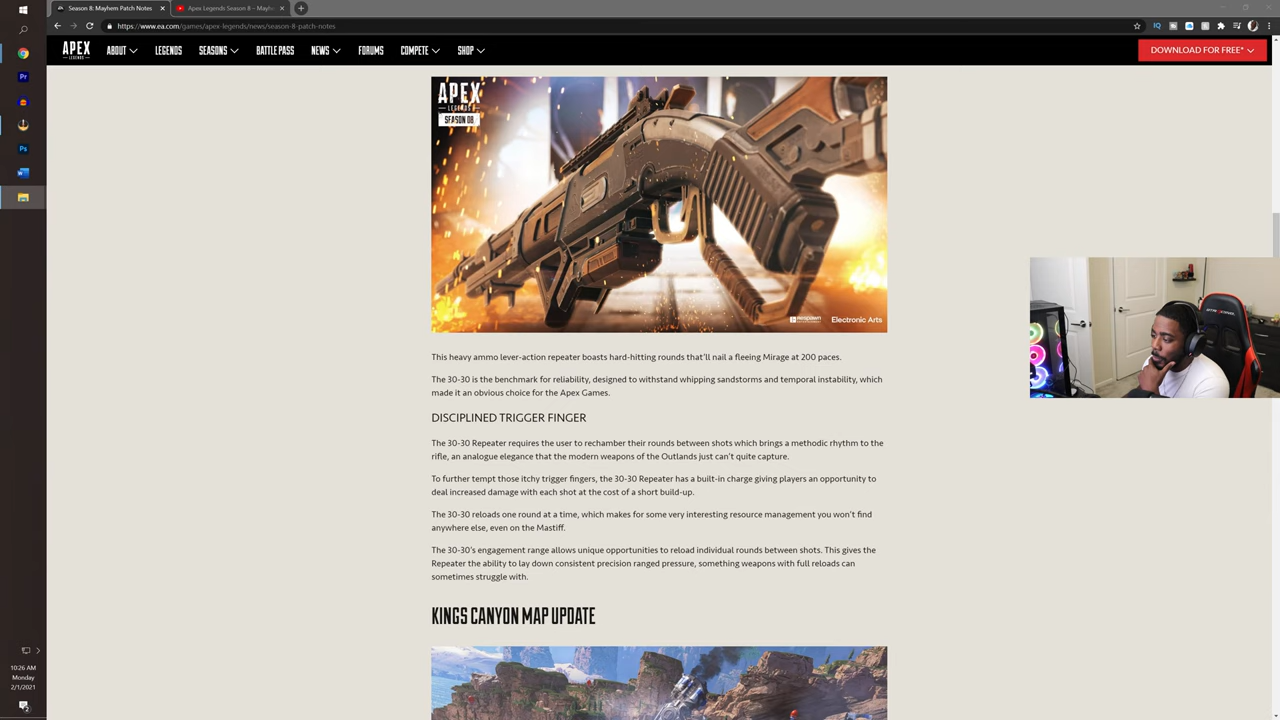 Season 8: Mayhem Patch Notes
Apex Legends Season 8 – Mayhe
https://www.ea.com/games/apex-legends/news/season-8-patch-notes
APEX
LEGENDS
ABOUT
LEGENDS
SEASONS
BATTLE PASS
NEWS
FORUMS
COMPETE
SHOP
DOWNLOAD FOR FREE*
APEX
LEGENDS
SEASON 08
Respawn
Electronic Arts
This heavy ammo lever-action repeater boasts hard-hitting rounds that'll nail a fleeing Mirage at 200 paces.
The 30-30 is the benchmark for reliability, designed to withstand whipping sandstorms and temporal instability, which
made it an obvious choice for the Apex Games.
DISCIPLINED TRIGGER FINGER
The 30-30 Repeater requires the user to rechamber their rounds between shots which brings a methodic rhythm to the
rifle, an analogue elegance that the modern weapons of the Outlands just can't quite capture.
To further tempt those itchy trigger fingers, the 30-30 Repeater has a built-in charge giving players an opportunity to
deal increased damage with each shot at the cost of a short build-up.
The 30-30 reloads one round at a time, which makes for some very interesting resource management you won't find
anywhere else, even on the Mastiff.
The 30-30's engagement range allows unique opportunities to reload individual rounds between shots. This gives the
Repeater the ability to lay down consistent precision ranged pressure, something weapons with full reloads can
sometimes struggle with.
KINGS CANYON MAP UPDATE
Pr
Ps
10:26 AM
Monday
2/1/2021